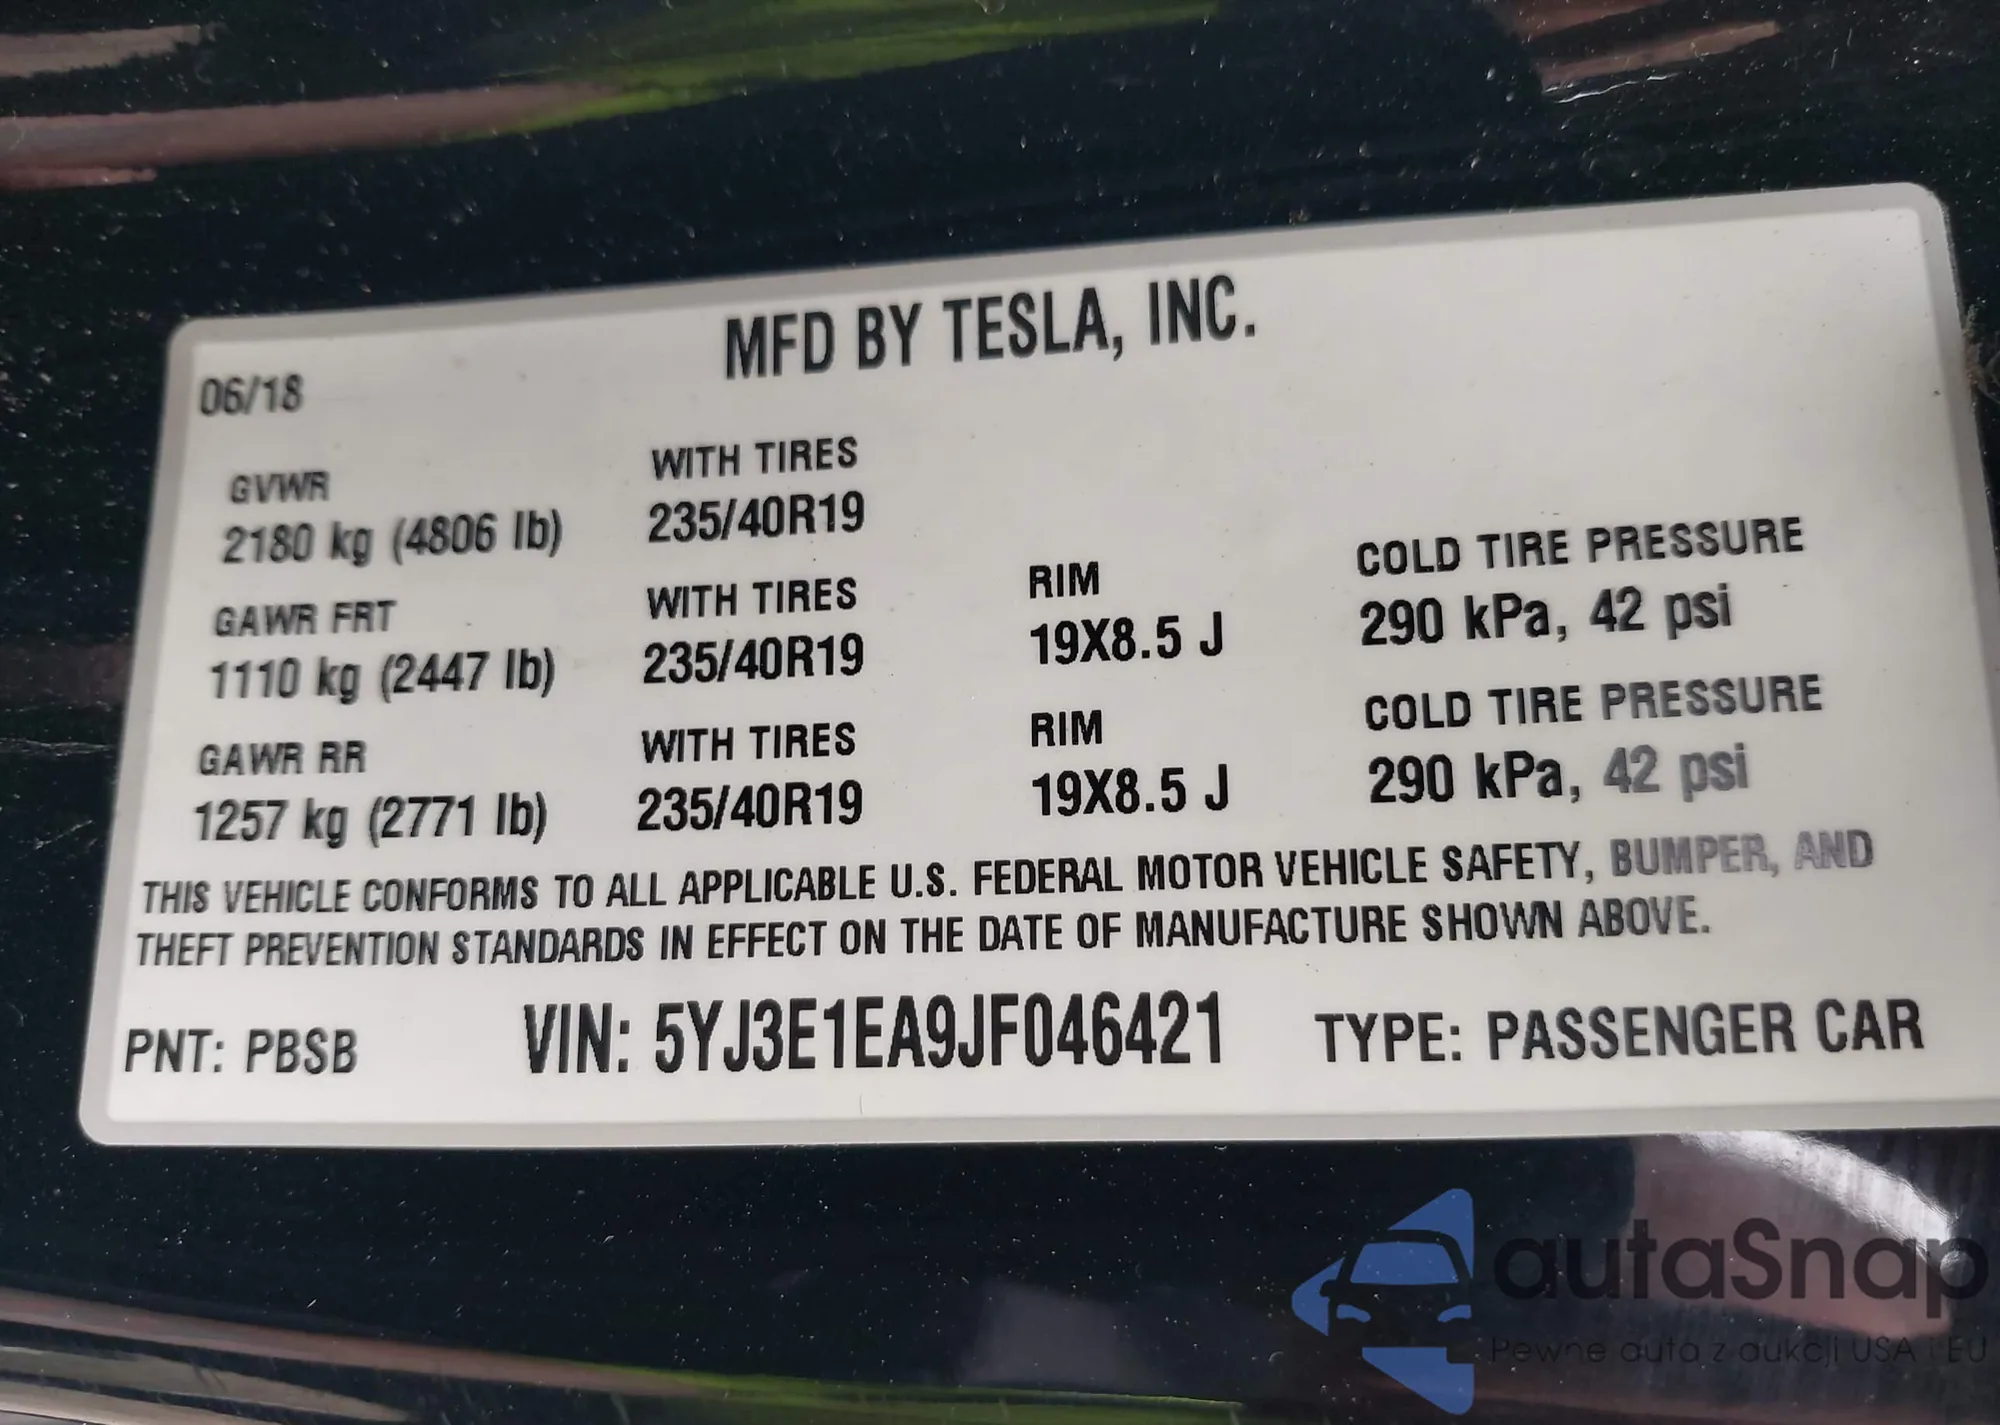 MFD BY TESLA, INC.
06/18
GVWR
2180 kg (4806 lb)
WITH TIRES
235/40R19
GAWR FRT
1110 kg (2447 lb)
WITH TIRES
235/40R19
RIM
19X8.5 J
COLD TIRE PRESSURE
290 kPa, 42 psi
GAWR RR
1257 kg (2771 lb)
WITH TIRES
235/40R19
RIM
19X8.5 J
COLD TIRE PRESSURE
290 kPa, 42 psi
THIS VEHICLE CONFORMS TO ALL APPLICABLE U.S. FEDERAL MOTOR VEHICLE SAFETY, BUMPER, AND
THEFT PREVENTION STANDARDS IN EFFECT ON THE DATE OF MANUFACTURE SHOWN ABOVE.
PNT: PBSB VIN: 5YJ3E1EA9JF046421 TYPE: PASSENGER CAR
autaSnap
Pewne auta z aukcji USA i EU